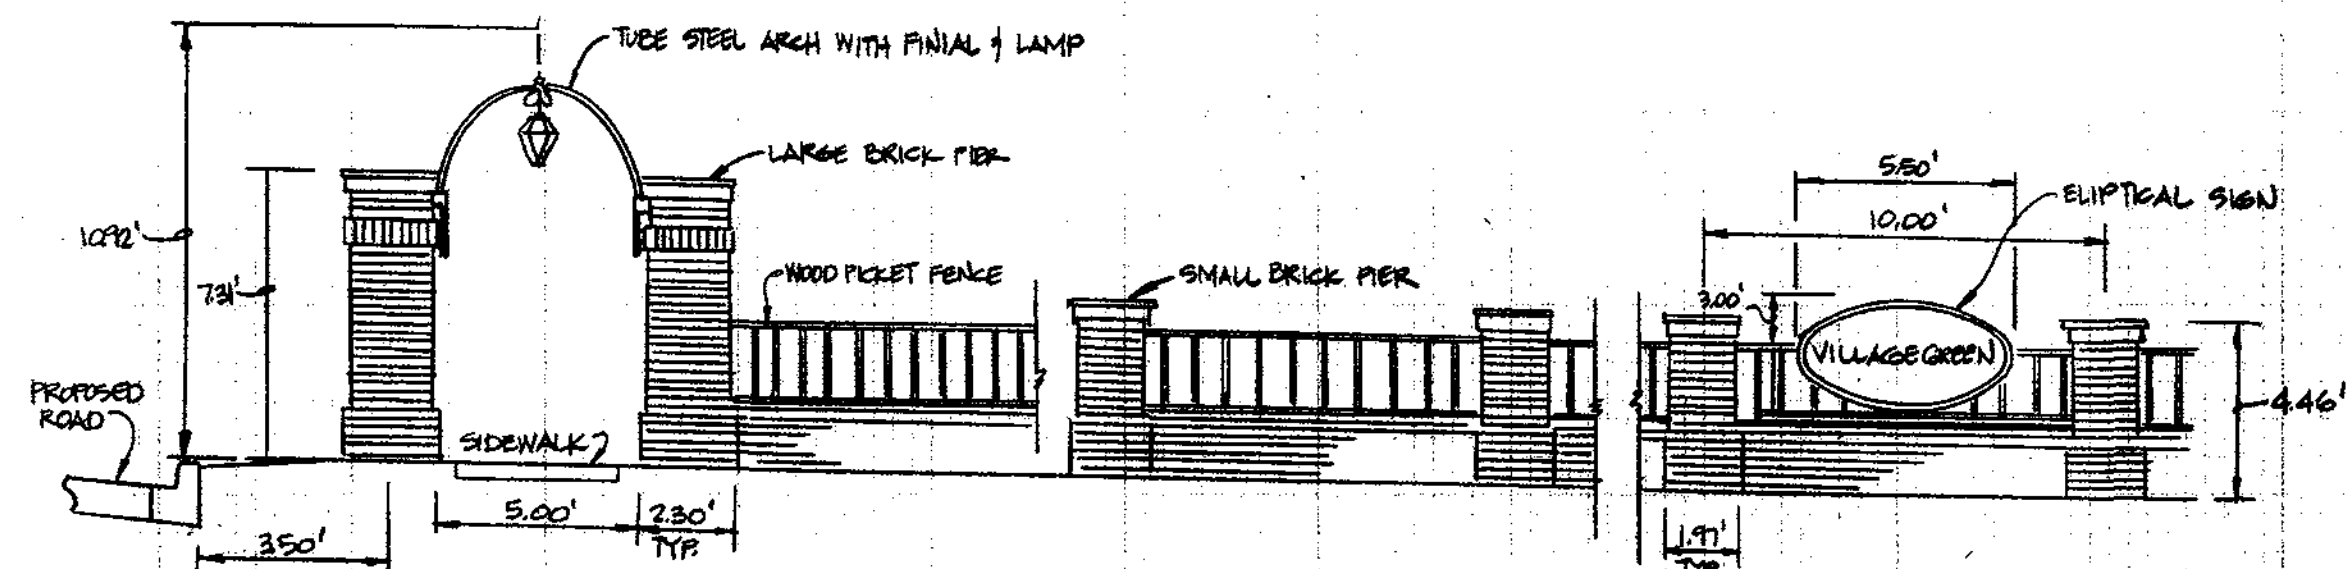 TUBE STEEL ARCH WITH FINIAL & LAMP
LARGE BRICK PIER
10.92'
7.31'
WOOD PICKET FENCE
SMALL BRICK PIER
5.50'
ELIPTICAL SIGN
10.00'
3.00'
VILLAGE GREEN
4.46'
PROPOSED
ROAD
SIDEWALK
5.00'
2.30'
TYP.
3.50'
1.97'
TYP.